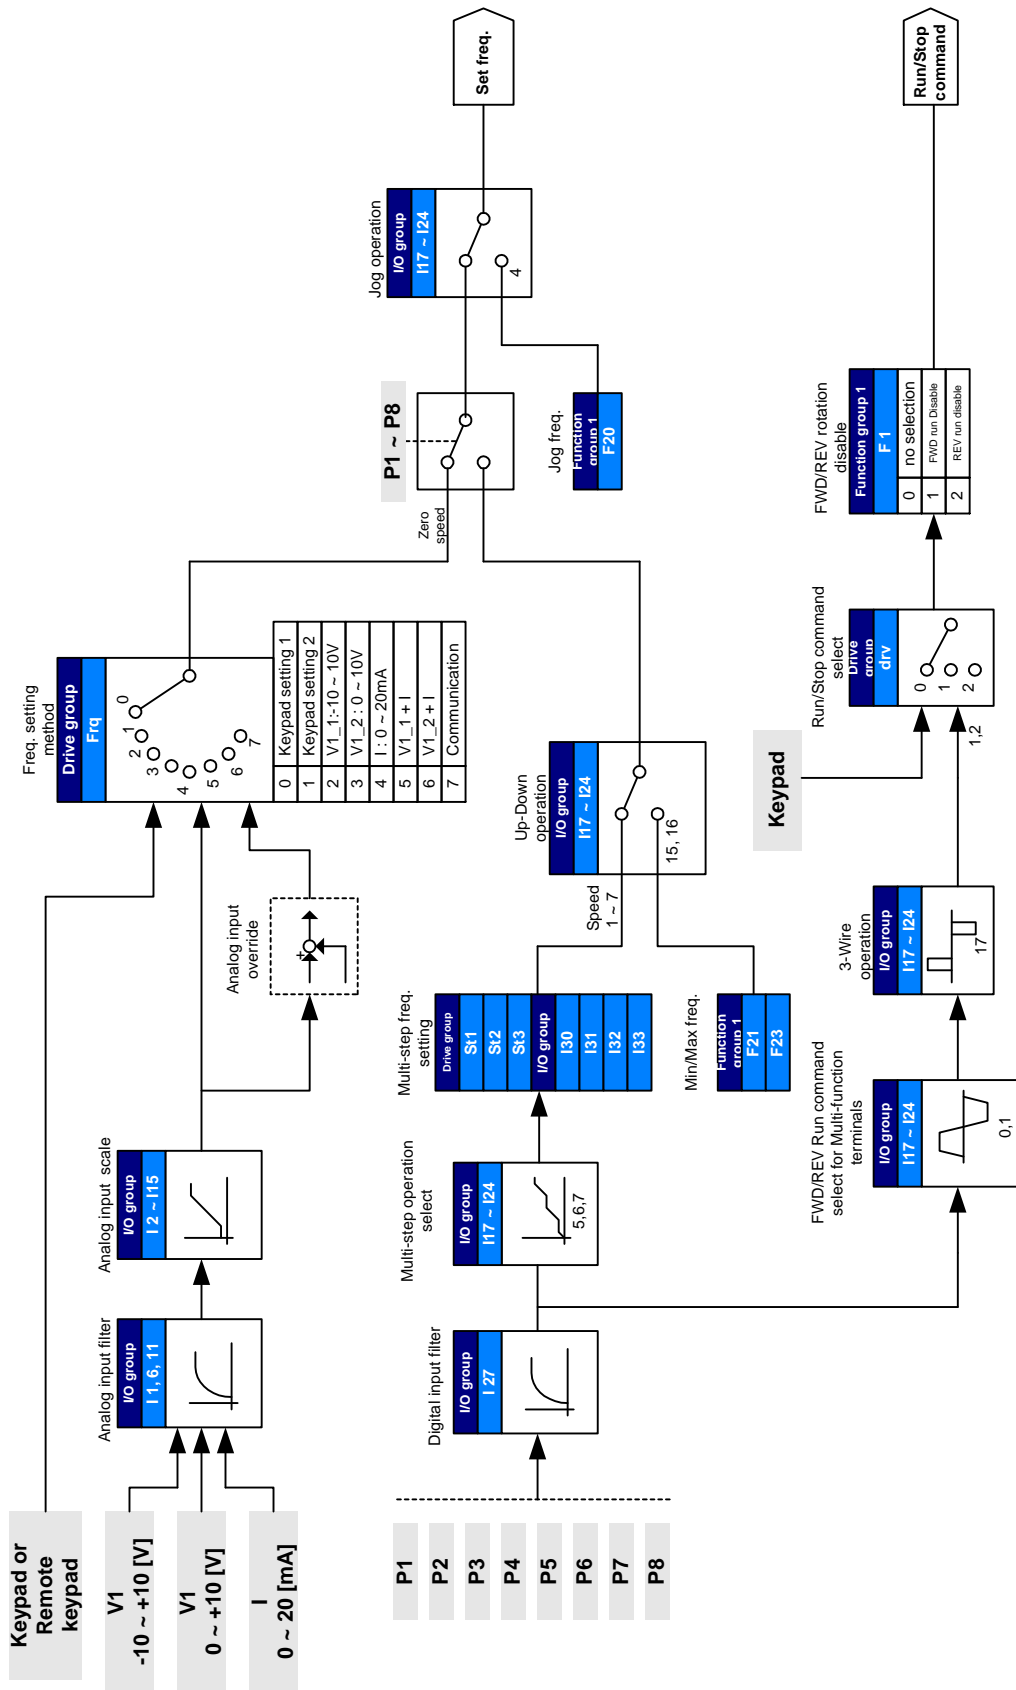 Keypad or
Remote
keypad
V1
-10 ~ +10 [V]
V1
0 ~ +10 [V]
I
0 ~ 20 [mA]
Analog input filter
I/O group
I 1, 6, 11
Analog input  scale
I/O group
I 2 ~ I15
Analog input
override
+
Freq. setting
method
Drive group
Frq
0
1
2
3
4
5
6
7
0 Keypad setting 1
1 Keypad setting 2
2 V1_1:-10 ~ 10V
3 V1_2 : 0 ~ 10V
4 I : 0 ~ 20mA
5 V1_1 + I
6 V1_2 + I
7 Communication
P1 ~ P8
Zero
speed
Jog operation
I/O group
I17 ~ I24
4
Set freq.
Jog freq.
Function
group 1
F20
P1
P2
P3
P4
P5
P6
P7
P8
Digital input filter
I/O group
I 27
Multi-step operation
select
I/O group
I17 ~ I24
5,6,7
Multi-step freq.
setting
Drive group
St1
St2
St3
I/O group
I30
I31
I32
I33
Min/Max freq.
Function
group 1
F21
F23
Speed
1 ~ 7
Up-Down
operation
I/O group
I17 ~ I24
15, 16
FWD/REV Run command
select for Multi-function
terminals
I/O group
I17 ~ I24
0,1
3-Wire
operation
I/O group
I17 ~ I24
17
Keypad
1,2
Run/Stop command
select
Drive
group
drv
0
1
2
FWD/REV rotation
disable
Function group 1
F 1
0 no selection
1 FWD run Disable
2 REV run disable
Run/Stop
command